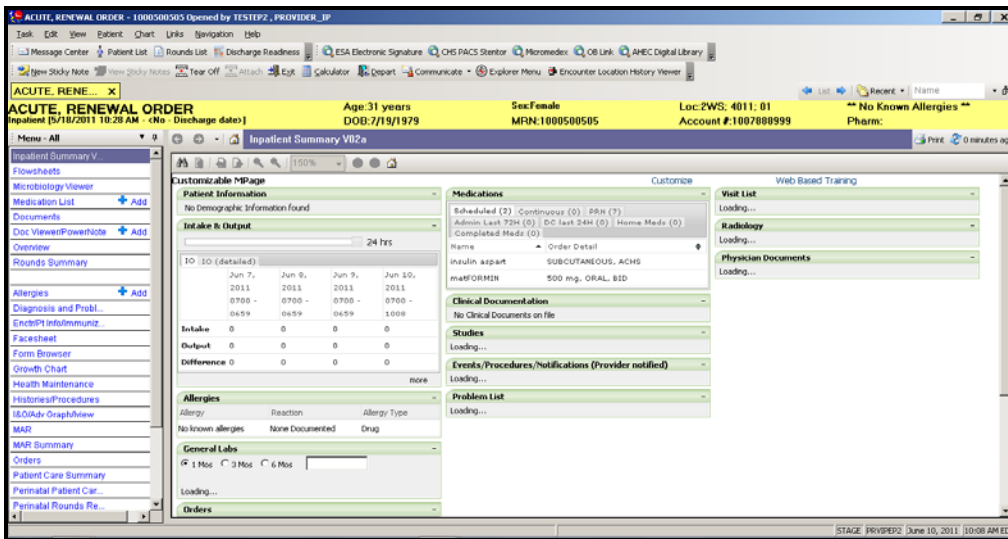 ACUTE, RENEWAL ORDER - 1000500505 Opened by TESTEP2 , PROVIDER_IP
Task Edit View Patient Chart Links Navigation Help
Message Center Patient List Rounds List Discharge Readiness ESA Electronic Signature CHS PACS Stentor Micromedex OB Link AHEC Digital Library
New Sticky Note View Sticky Notes Tear Off Attach Exit Calculator Depart Communicate Explorer Menu Encounter Location History Viewer
ACUTE, RENE... x List Recent Name
ACUTE, RENEWAL ORDER Age:31 years Sex:Female Loc:2WS; 4011; 01 ** No Known Allergies **
Inpatient [5/18/2011 10:28 AM - <No - Discharge date>] DOB:7/19/1979 MRN:1000500505 Account #:1007888999 Pharm:
Menu - All Inpatient Summary V02a Print 0 minutes ag
Inpatient Summary V...
Flowsheets
Microbiology Viewer
Medication List Add
Documents
Doc Viewer/PowerNote Add
Overview
Rounds Summary
Allergies Add
Diagnosis and Probl...
Enctr/Pt Info/Immuniz...
Facesheet
Form Browser
Growth Chart
Health Maintenance
Histories/Procedures
I&O/Adv Graph/Iview
MAR
MAR Summary
Orders
Patient Care Summary
Perinatal Patient Car...
Perinatal Rounds Re...
150%
Customizable MPage Customize Web Based Training
Patient Information
No Demographic Information found
Intake & Output
24 hrs
IO IO (detailed)
Jun 7, Jun 8, Jun 9, Jun 10,
2011 2011 2011 2011
0700 - 0700 - 0700 - 0700 -
0659 0659 0659 1008
Intake 0 0 0 0
Output 0 0 0 0
Difference 0 0 0 0
more
Allergies
Allergy Reaction Allergy Type
No known allergies None Documented Drug
General Labs
1 Mos 3 Mos 6 Mos
Loading...
Orders
Medications
Scheduled (2) Continuous (0) PRN (7)
Admin Last 72H (0) DC last 24H (0) Home Meds (0)
Completed Meds (0)
Name Order Detail
insulin aspart SUBCUTANEOUS, ACHS
metFORMIN 500 mg, ORAL, BID
Clinical Documentation
No Clinical Documents on file
Studies
Loading...
Events/Procedures/Notifications (Provider notified)
Loading...
Problem List
Loading...
Visit List
Loading...
Radiology
Loading...
Physician Documents
Loading...
STAGE PRVIPEP2 June 10, 2011 10:08 AM ED